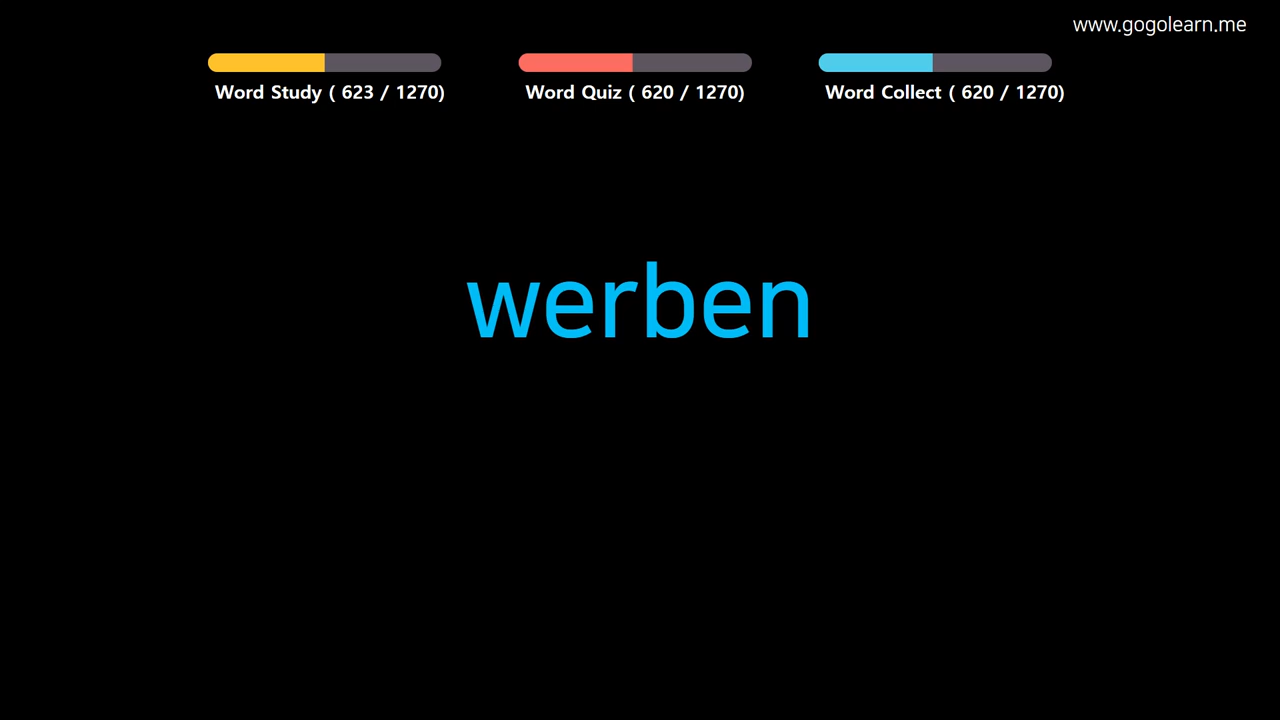 www.gogolearn.me
Word Study ( 623 / 1270)
Word Quiz ( 620 / 1270)
Word Collect ( 620 / 1270)
werben